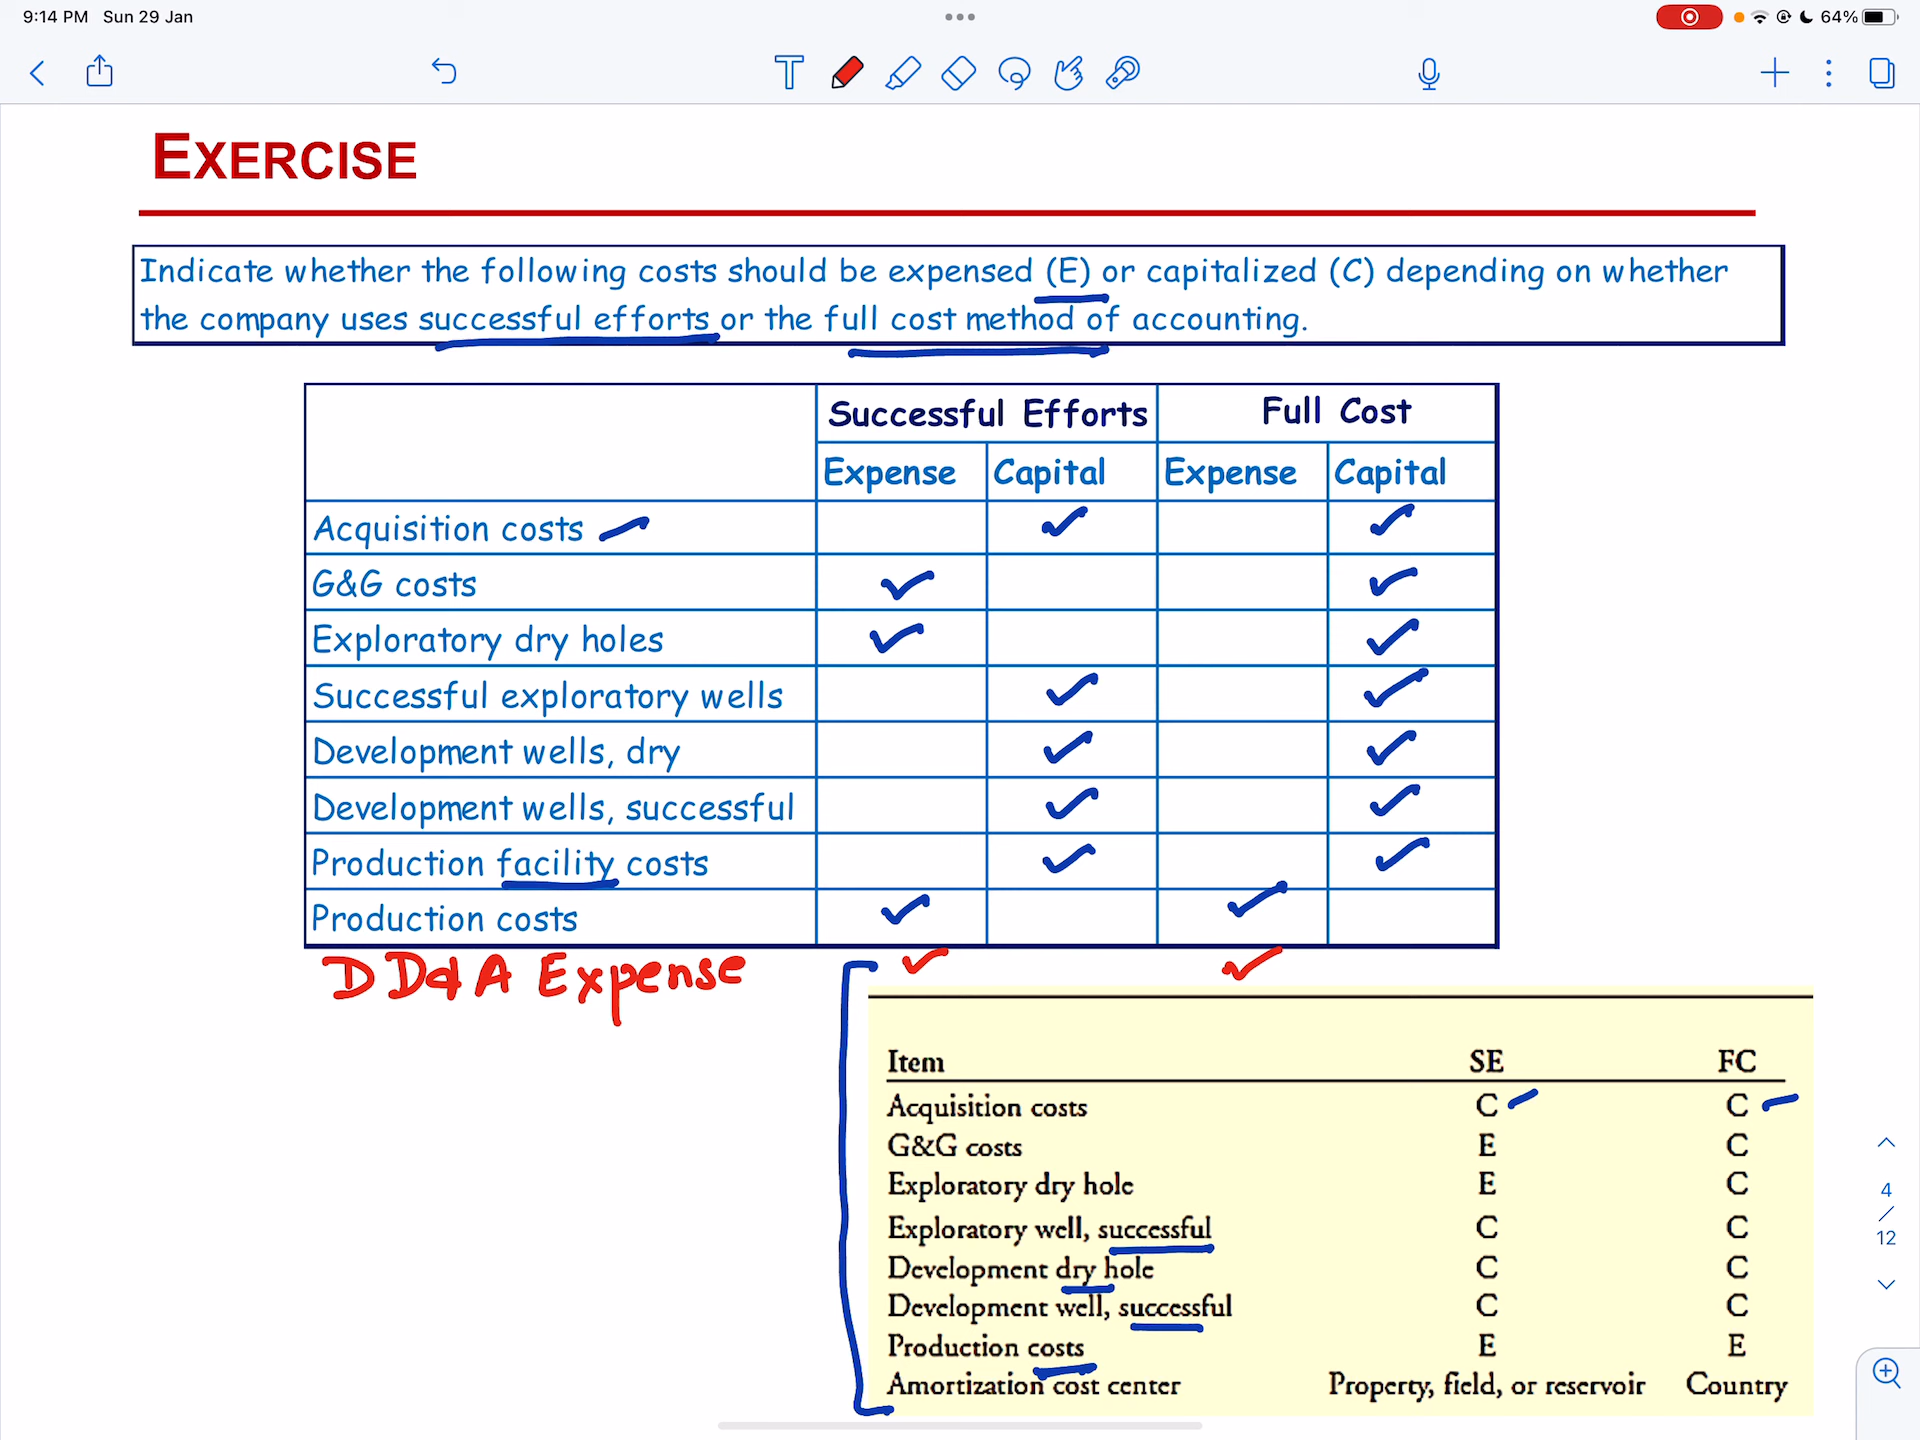 9:14 PM Sun 29 Jan
64%
EXERCISE
Indicate whether the following costs should be expensed (E) or capitalized (C) depending on whether
the company uses successful efforts or the full cost method of accounting.
Successful Efforts Full Cost
Expense Capital Expense Capital
Acquisition costs ✓ ✓
G&G costs ✓ ✓
Exploratory dry holes ✓ ✓
Successful exploratory wells ✓ ✓
Development wells, dry ✓ ✓
Development wells, successful ✓ ✓
Production facility costs ✓ ✓
Production costs ✓ ✓
DD&A Expense ✓ ✓
Item SE FC
Acquisition costs C C
G&G costs E C
Exploratory dry hole E C
Exploratory well, successful C C
Development dry hole C C
Development well, successful C C
Production costs E E
Amortization cost center Property, field, or reservoir Country
4
/
12